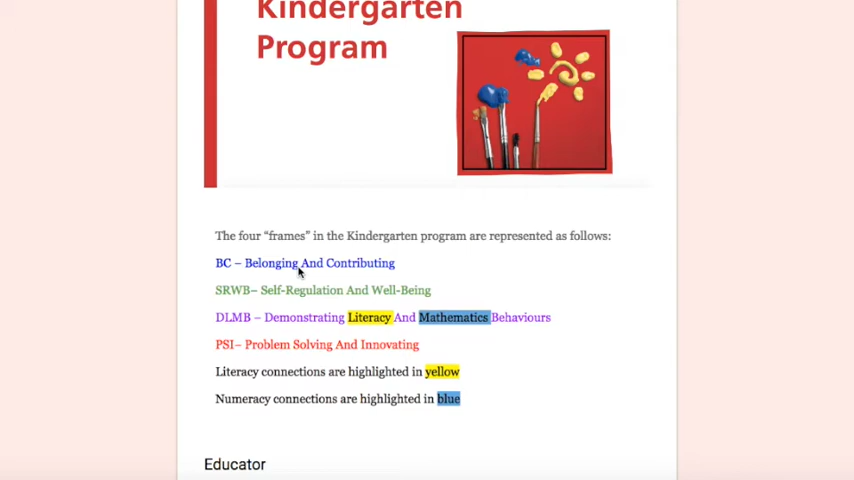 Kindergarten
Program
The four “frames” in the Kindergarten program are represented as follows:
BC – Belonging And Contributing
SRWB– Self-Regulation And Well-Being
DLMB – Demonstrating Literacy And Mathematics Behaviours
PSI– Problem Solving And Innovating
Literacy connections are highlighted in yellow
Numeracy connections are highlighted in blue
Educator